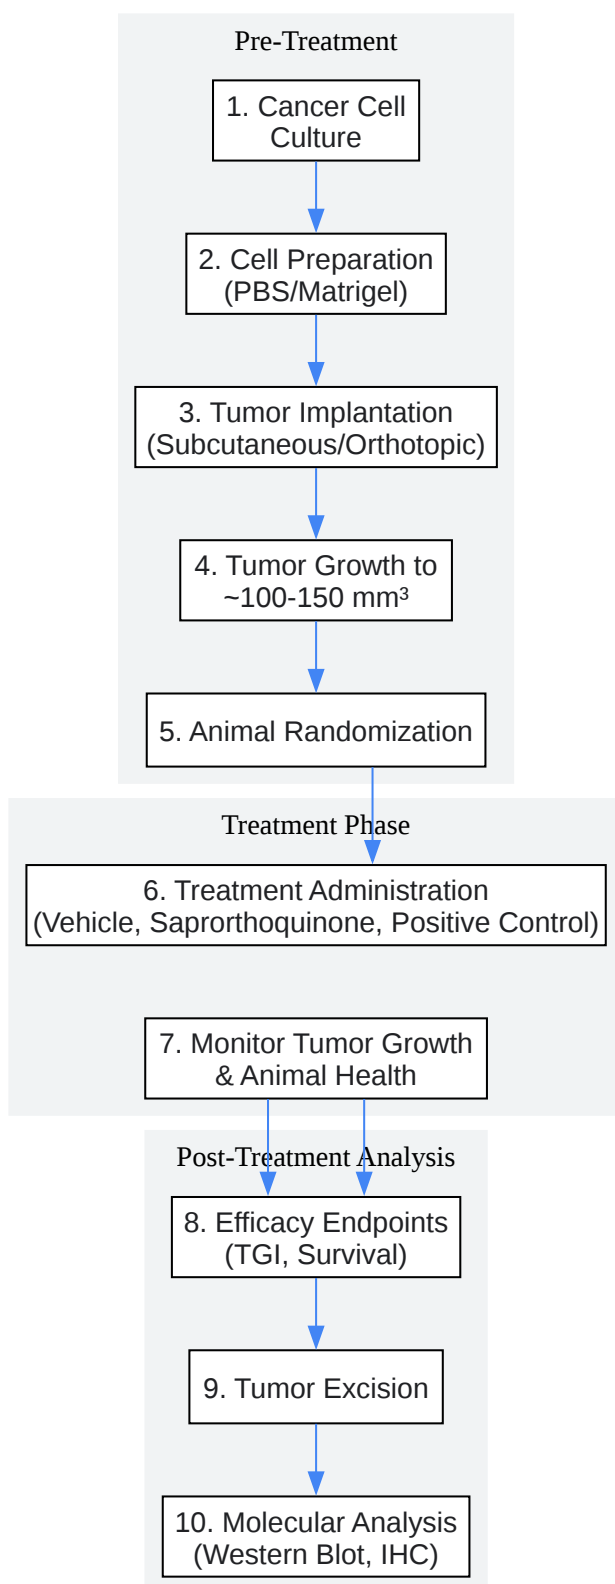 Pre-Treatment
1. Cancer Cell
Culture
2. Cell Preparation
(PBS/Matrigel)
3. Tumor Implantation
(Subcutaneous/Orthotopic)
4. Tumor Growth to
~100-150 mm³
5. Animal Randomization
Treatment Phase
6. Treatment Administration
(Vehicle, Saprorthoquinone, Positive Control)
7. Monitor Tumor Growth
& Animal Health
Post-Treatment Analysis
8. Efficacy Endpoints
(TGI, Survival)
9. Tumor Excision
10. Molecular Analysis
(Western Blot, IHC)